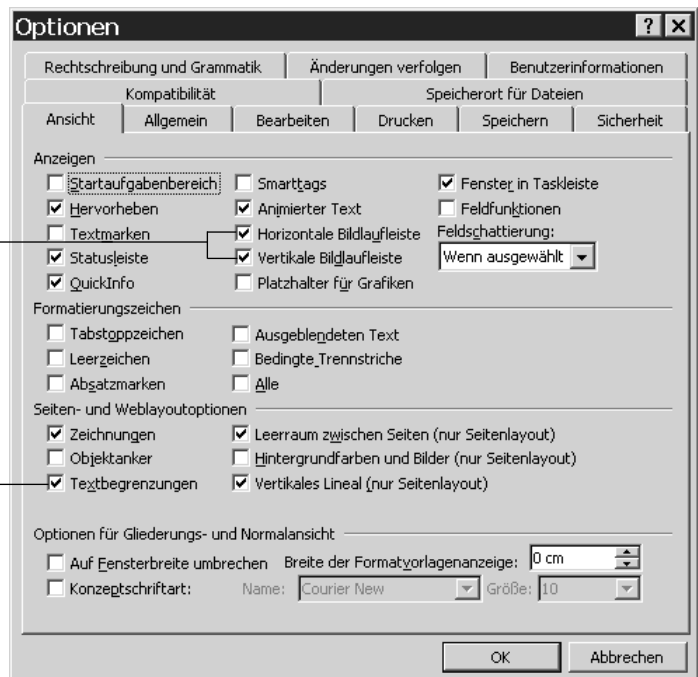 Optionen
Rechtschreibung und Grammatik Änderungen verfolgen Benutzerinformationen
Kompatibilität Speicherort für Dateien
Ansicht Allgemein Bearbeiten Drucken Speichern Sicherheit
Anzeigen
Startaufgabenbereich Smarttags Fenster in Taskleiste
Hervorheben Animierter Text Feldfunktionen
Textmarken Horizontale Bildlaufleiste Feldschattierung:
Statusleiste Vertikale Bildlaufleiste Wenn ausgewählt
QuickInfo Platzhalter für Grafiken
Formatierungszeichen
Tabstoppzeichen Ausgeblendeten Text
Leerzeichen Bedingte Trennstriche
Absatzmarken Alle
Seiten- und Weblayoutoptionen
Zeichnungen Leerraum zwischen Seiten (nur Seitenlayout)
Objektanker Hintergrundfarben und Bilder (nur Seitenlayout)
Textbegrenzungen Vertikales Lineal (nur Seitenlayout)
Optionen für Gliederungs- und Normalansicht
Auf Fensterbreite umbrechen Breite der Formatvorlagenanzeige: 0 cm
Konzeptschriftart: Name: Courier New Größe: 10
OK Abbrechen